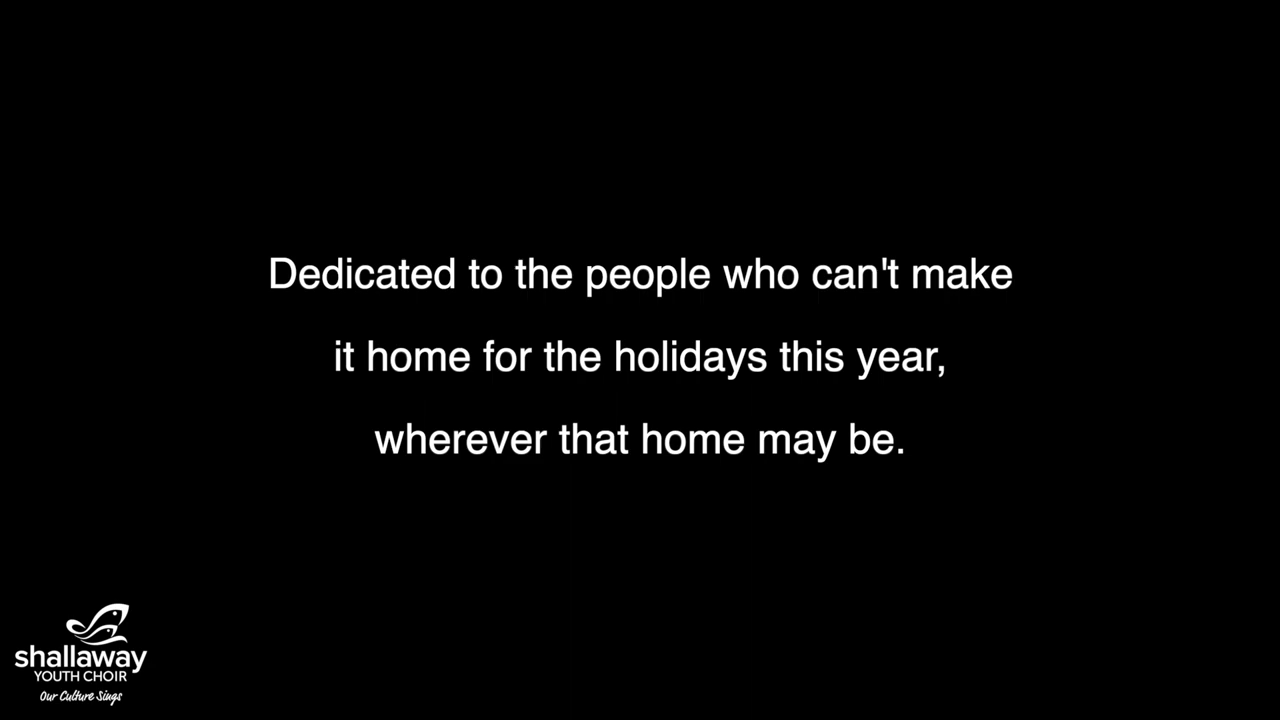 Dedicated to the people who can't make
it home for the holidays this year,
wherever that home may be.
shallaway
YOUTH CHOIR
Our Culture Sings